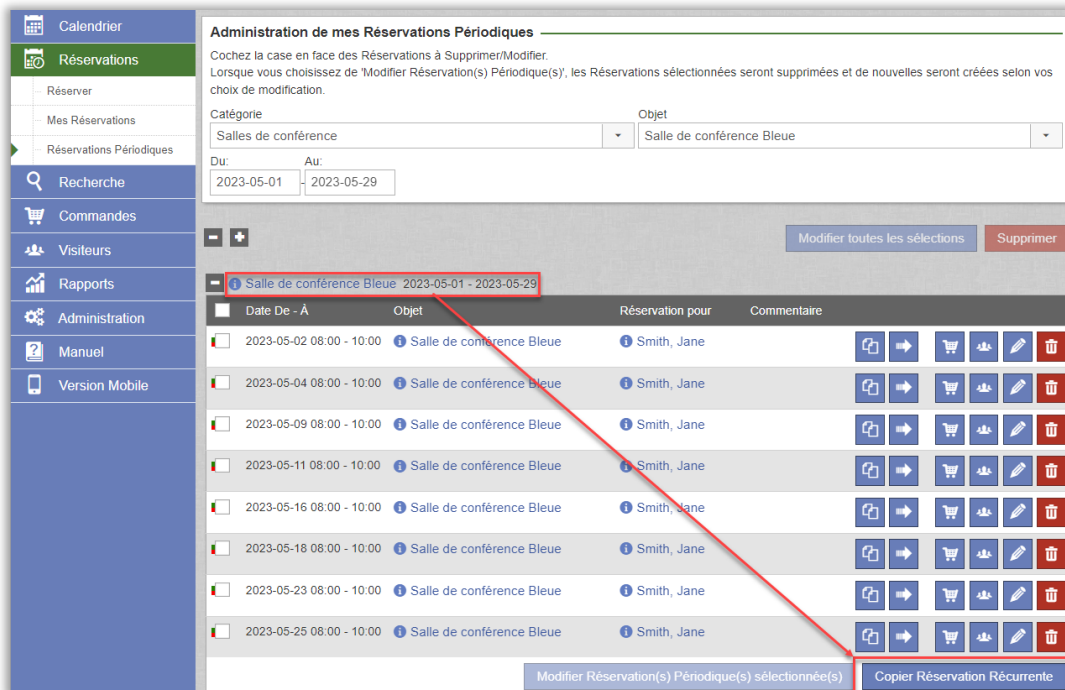 Calendrier
Réservations
Réserver
Mes Réservations
Réservations Périodiques
Recherche
Commandes
Visiteurs
Rapports
Administration
Manuel
Version Mobile
Administration de mes Réservations Périodiques
Cochez la case en face des Réservations à Supprimer/Modifier.
Lorsque vous choisissez de 'Modifier Réservation(s) Périodique(s)', les Réservations sélectionnées seront supprimées et de nouvelles seront créées selon vos
choix de modification.
Catégorie Objet
Salles de conférence Salle de conférence Bleue
Du: Au:
2023-05-01 - 2023-05-29
Modifier toutes les sélections Supprimer
Salle de conférence Bleue 2023-05-01 - 2023-05-29
Date De - À Objet Réservation pour Commentaire
2023-05-02 08:00 - 10:00 Salle de conférence Bleue Smith, Jane
2023-05-04 08:00 - 10:00 Salle de conférence Bleue Smith, Jane
2023-05-09 08:00 - 10:00 Salle de conférence Bleue Smith, Jane
2023-05-11 08:00 - 10:00 Salle de conférence Bleue Smith, Jane
2023-05-16 08:00 - 10:00 Salle de conférence Bleue Smith, Jane
2023-05-18 08:00 - 10:00 Salle de conférence Bleue Smith, Jane
2023-05-23 08:00 - 10:00 Salle de conférence Bleue Smith, Jane
2023-05-25 08:00 - 10:00 Salle de conférence Bleue Smith, Jane
Modifier Réservation(s) Périodique(s) sélectionnée(s) Copier Réservation Récurrente